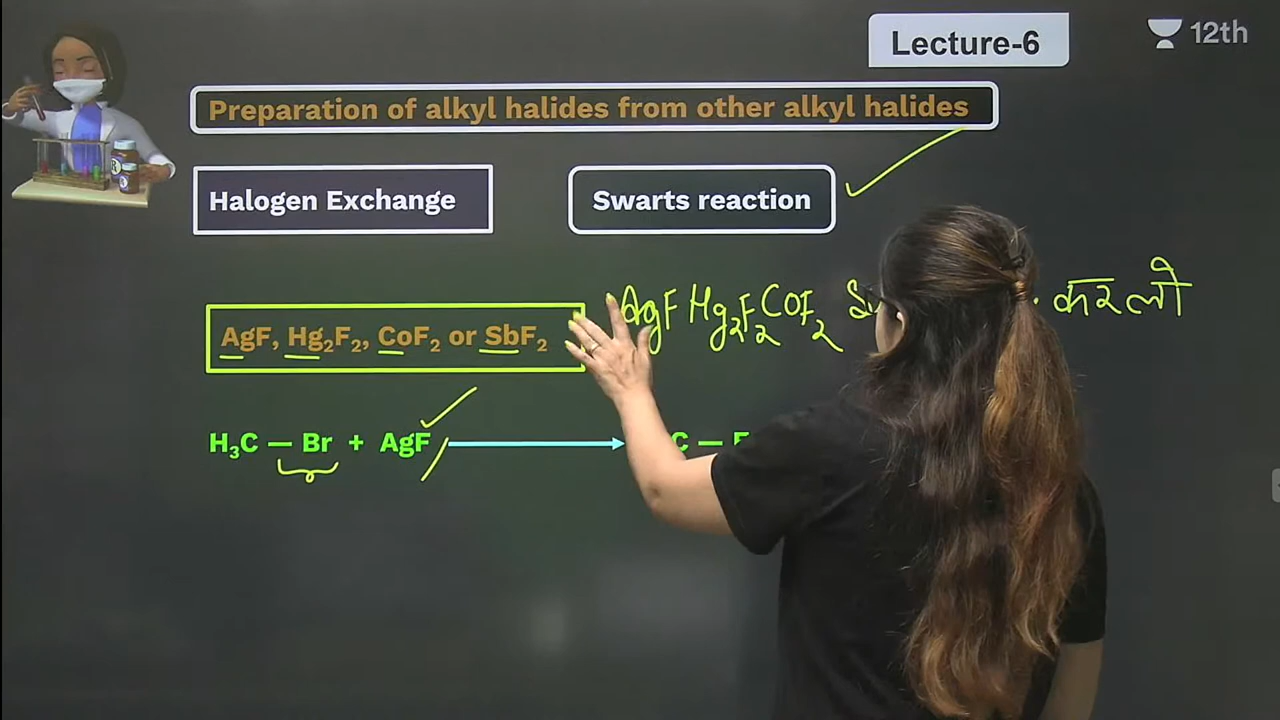 Lecture-6
12th
Preparation of alkyl halides from other alkyl halides
Halogen Exchange
Swarts reaction
AgF Hg₂F₂ CoF₂ करलो
AgF, Hg₂F₂, CoF₂ or SbF₂
H₃C — Br + AgF C —